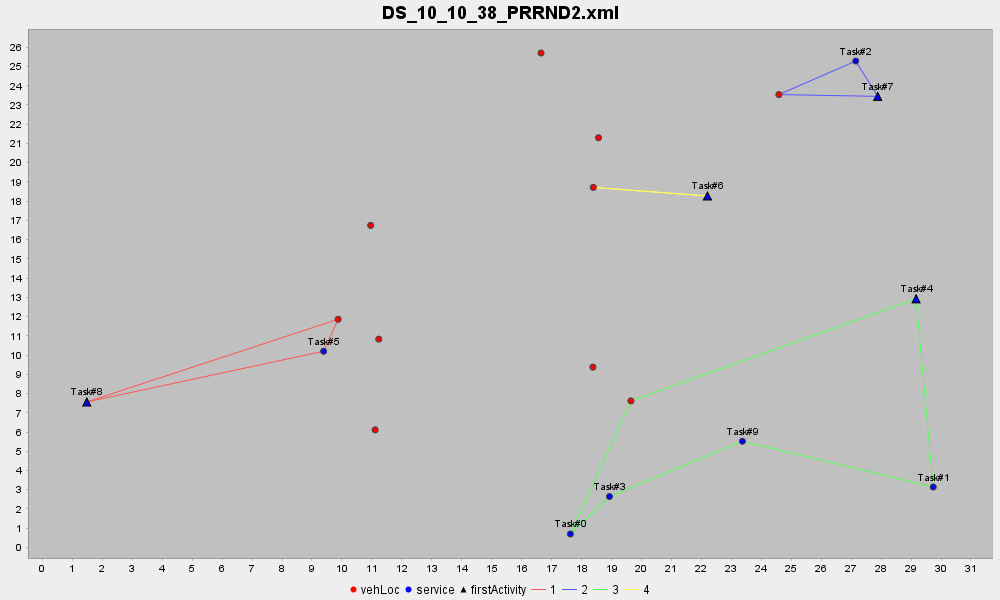 DS_10_10_38_PRRND2.xml
26
25
24
23
22
21
20
19
18
17
16
15
14
13
12
11
10
9
8
7
6
5
4
3
2
1
0
Task#2
Task#7
Task#6
Task#4
Task#5
Task#8
Task#9
Task#1
Task#3
Task#0
0 1 2 3 4 5 6 7 8 9 10 11 12 13 14 15 16 17 18 19 20 21 22 23 24 25 26 27 28 29 30 31
vehLoc service firstActivity 1 2 3 4